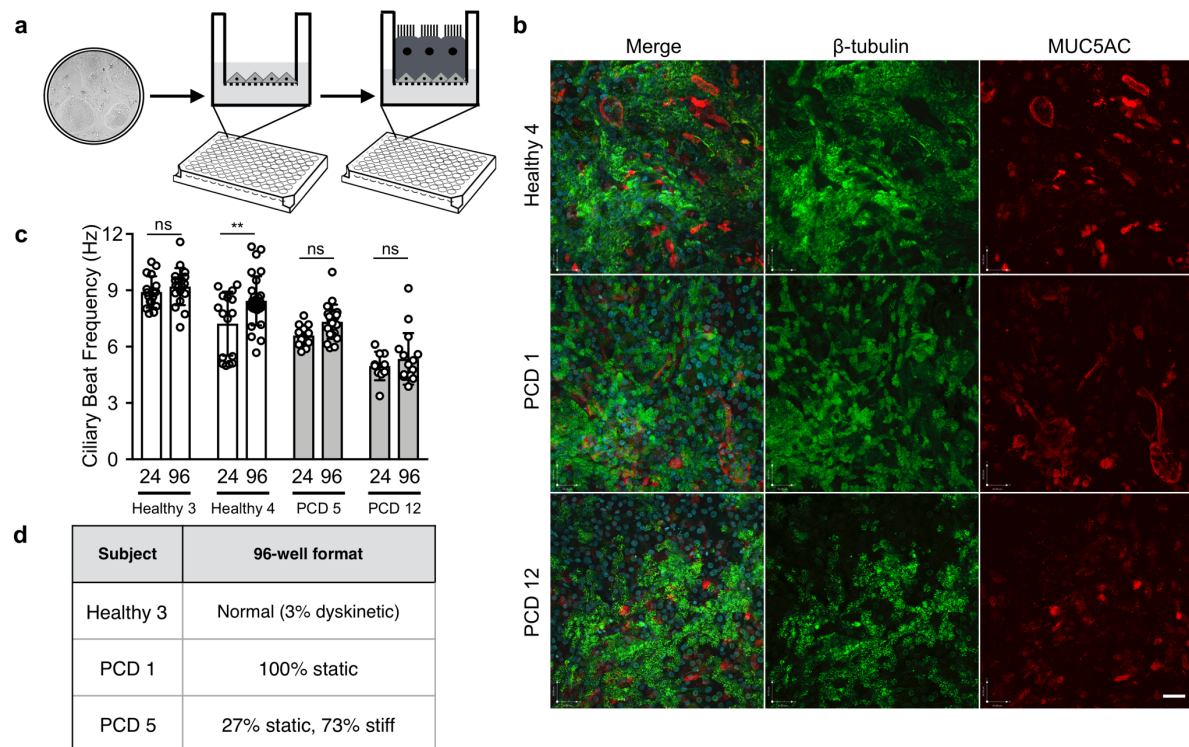 a
b
Merge
β-tubulin
MUC5AC
Healthy 4
PCD 1
PCD 12
c
Ciliary Beat Frequency (Hz)
12
9
6
3
0
ns
**
ns
ns
24 96 24 96 24 96 24 96
Healthy 3 Healthy 4 PCD 5 PCD 12
d
Subject 96-well format
Healthy 3 Normal (3% dyskinetic)
PCD 1 100% static
PCD 5 27% static, 73% stiff